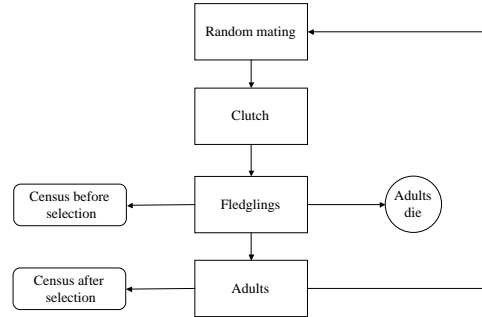 Random mating
Clutch
Census before
selection
Fledglings
Adults
die
Census after
selection
Adults